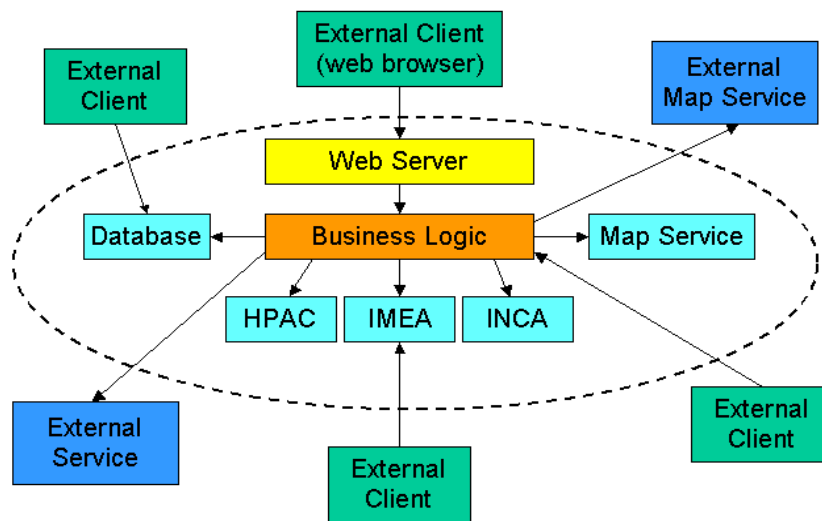 External Client
(web browser)
External
Client
External
Map Service
Web Server
Database
Business Logic
Map Service
HPAC
IMEA
INCA
External
Service
External
Client
External
Client